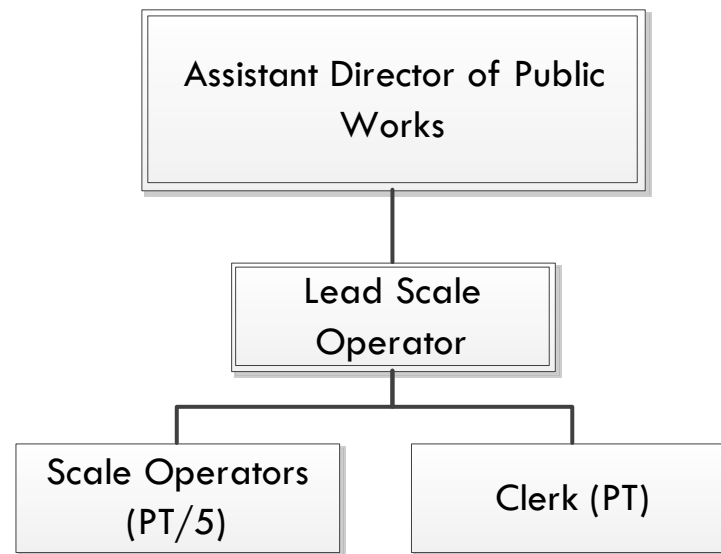 Assistant Director of Public
Works
Lead Scale
Operator
Scale Operators
(PT/5)
Clerk (PT)